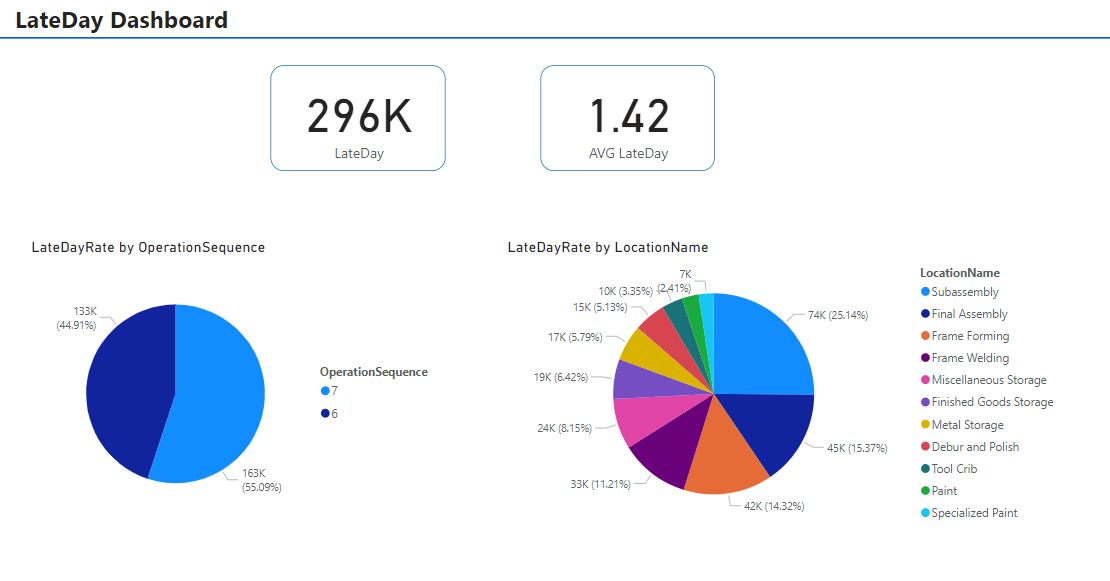 LateDay Dashboard
296K
LateDay
1.42
AVG LateDay
LateDayRate by OperationSequence
133K
(44.91%)
163K
(55.09%)
OperationSequence
7
6
LateDayRate by LocationName
7K
(2.41%)
10K (3.35%)
15K (5.13%)
17K (5.79%)
19K (6.42%)
24K (8.15%)
33K (11.21%)
42K (14.32%)
45K (15.37%)
74K (25.14%)
LocationName
Subassembly
Final Assembly
Frame Forming
Frame Welding
Miscellaneous Storage
Finished Goods Storage
Metal Storage
Debur and Polish
Tool Crib
Paint
Specialized Paint